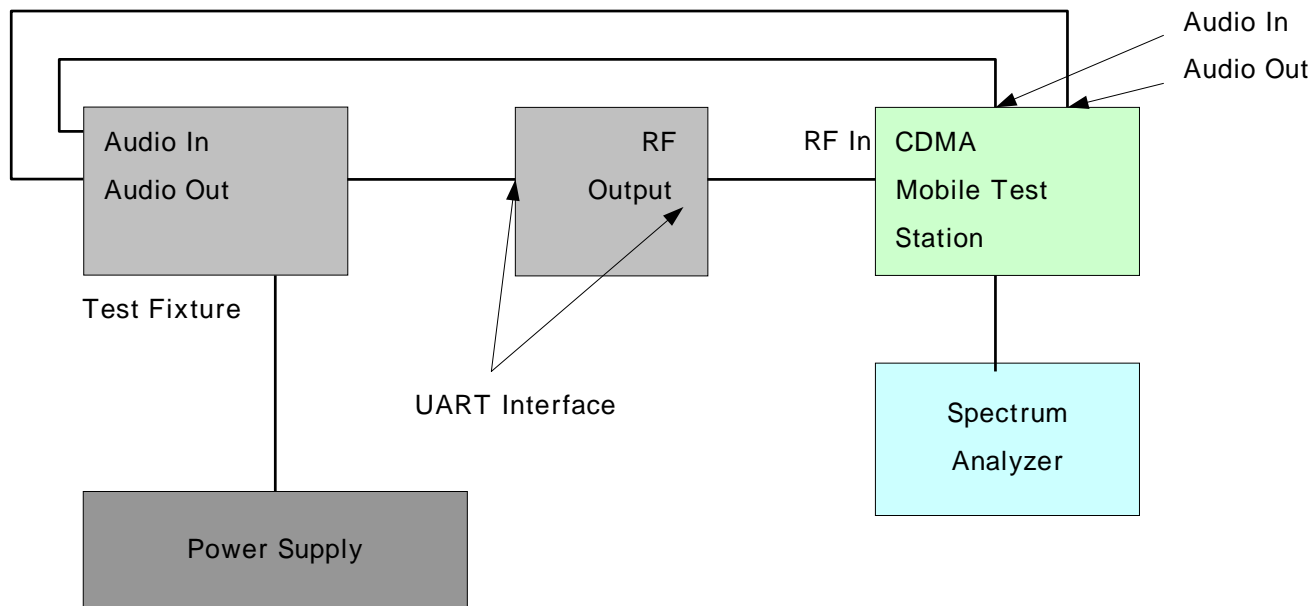 Audio In
Audio Out
Audio In
Audio Out
RF
Output
RF In
CDMA
Mobile Test
Station
Test Fixture
UART Interface
Spectrum
Analyzer
Power Supply